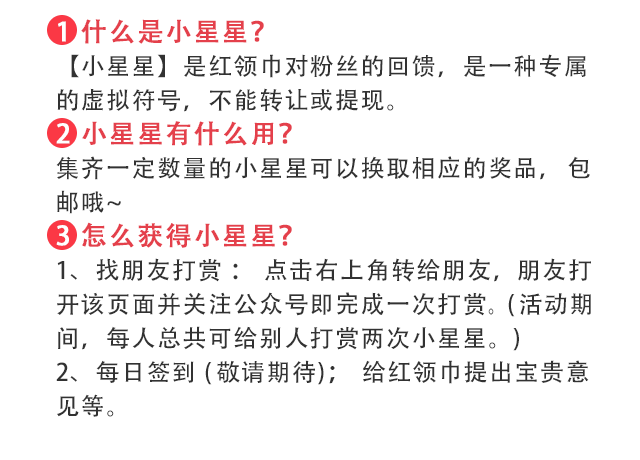 1什么是小星星？
【小星星】是红领巾对粉丝的回馈，是一种专属
的虚拟符号，不能转让或提现。
2小星星有什么用？
集齐一定数量的小星星可以换取相应的奖品，包
邮哦~
3怎么获得小星星？
1、找朋友打赏： 点击右上角转给朋友，朋友打
开该页面并关注公众号即完成一次打赏。(活动期
间，每人总共可给别人打赏两次小星星。)
2、每日签到 (敬请期待)； 给红领巾提出宝贵意
见等。